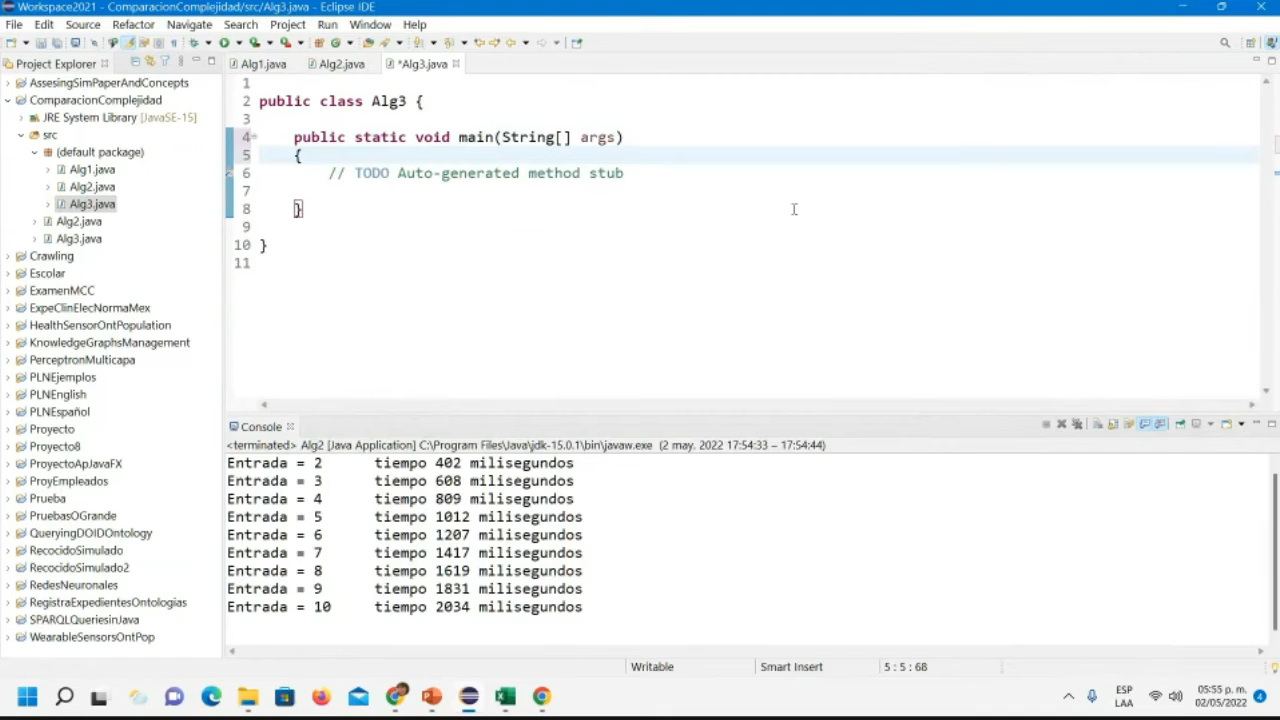 Workspace2021 - ComparacionComplejidad/src/Alg3.java - Eclipse IDE
File Edit Source Refactor Navigate Search Project Run Window Help
Project Explorer
Alg1.java Alg2.java *Alg3.java
AssesingSimPaperAndConcepts
ComparacionComplejidad
JRE System Library [JavaSE-15]
src
(default package)
Alg1.java
Alg2.java
Alg3.java
Alg2.java
Alg3.java
Crawling
Escolar
ExamenMCC
ExpeClinElecNormaMex
HealthSensorOntPopulation
KnowledgeGraphsManagement
PerceptronMulticapa
PLNEjemplos
PLNEnglish
PLNEspañol
Proyecto
Proyecto8
ProyectoApJavaFX
ProyEmpleados
Prueba
PruebasOGrande
QueryingDOIDOntology
RecocidoSimulado
RecocidoSimulado2
RedesNeuronales
RegistraExpedientesOntologias
SPARQLQueriesinJava
WearableSensorsOntPop
1
2 public class Alg3 {
3
4 public static void main(String[] args)
5 {
6 // TODO Auto-generated method stub
7
8 }
9
10 }
11
Console
<terminated> Alg2 [Java Application] C:\Program Files\Java\jdk-15.0.1\bin\javaw.exe (2 may. 2022 17:54:33 – 17:54:44)
Entrada = 2 tiempo 402 milisegundos
Entrada = 3 tiempo 608 milisegundos
Entrada = 4 tiempo 809 milisegundos
Entrada = 5 tiempo 1012 milisegundos
Entrada = 6 tiempo 1207 milisegundos
Entrada = 7 tiempo 1417 milisegundos
Entrada = 8 tiempo 1619 milisegundos
Entrada = 9 tiempo 1831 milisegundos
Entrada = 10 tiempo 2034 milisegundos
Writable Smart Insert 5 : 5 : 68
ESP
LAA
05:55 p. m.
02/05/2022
4